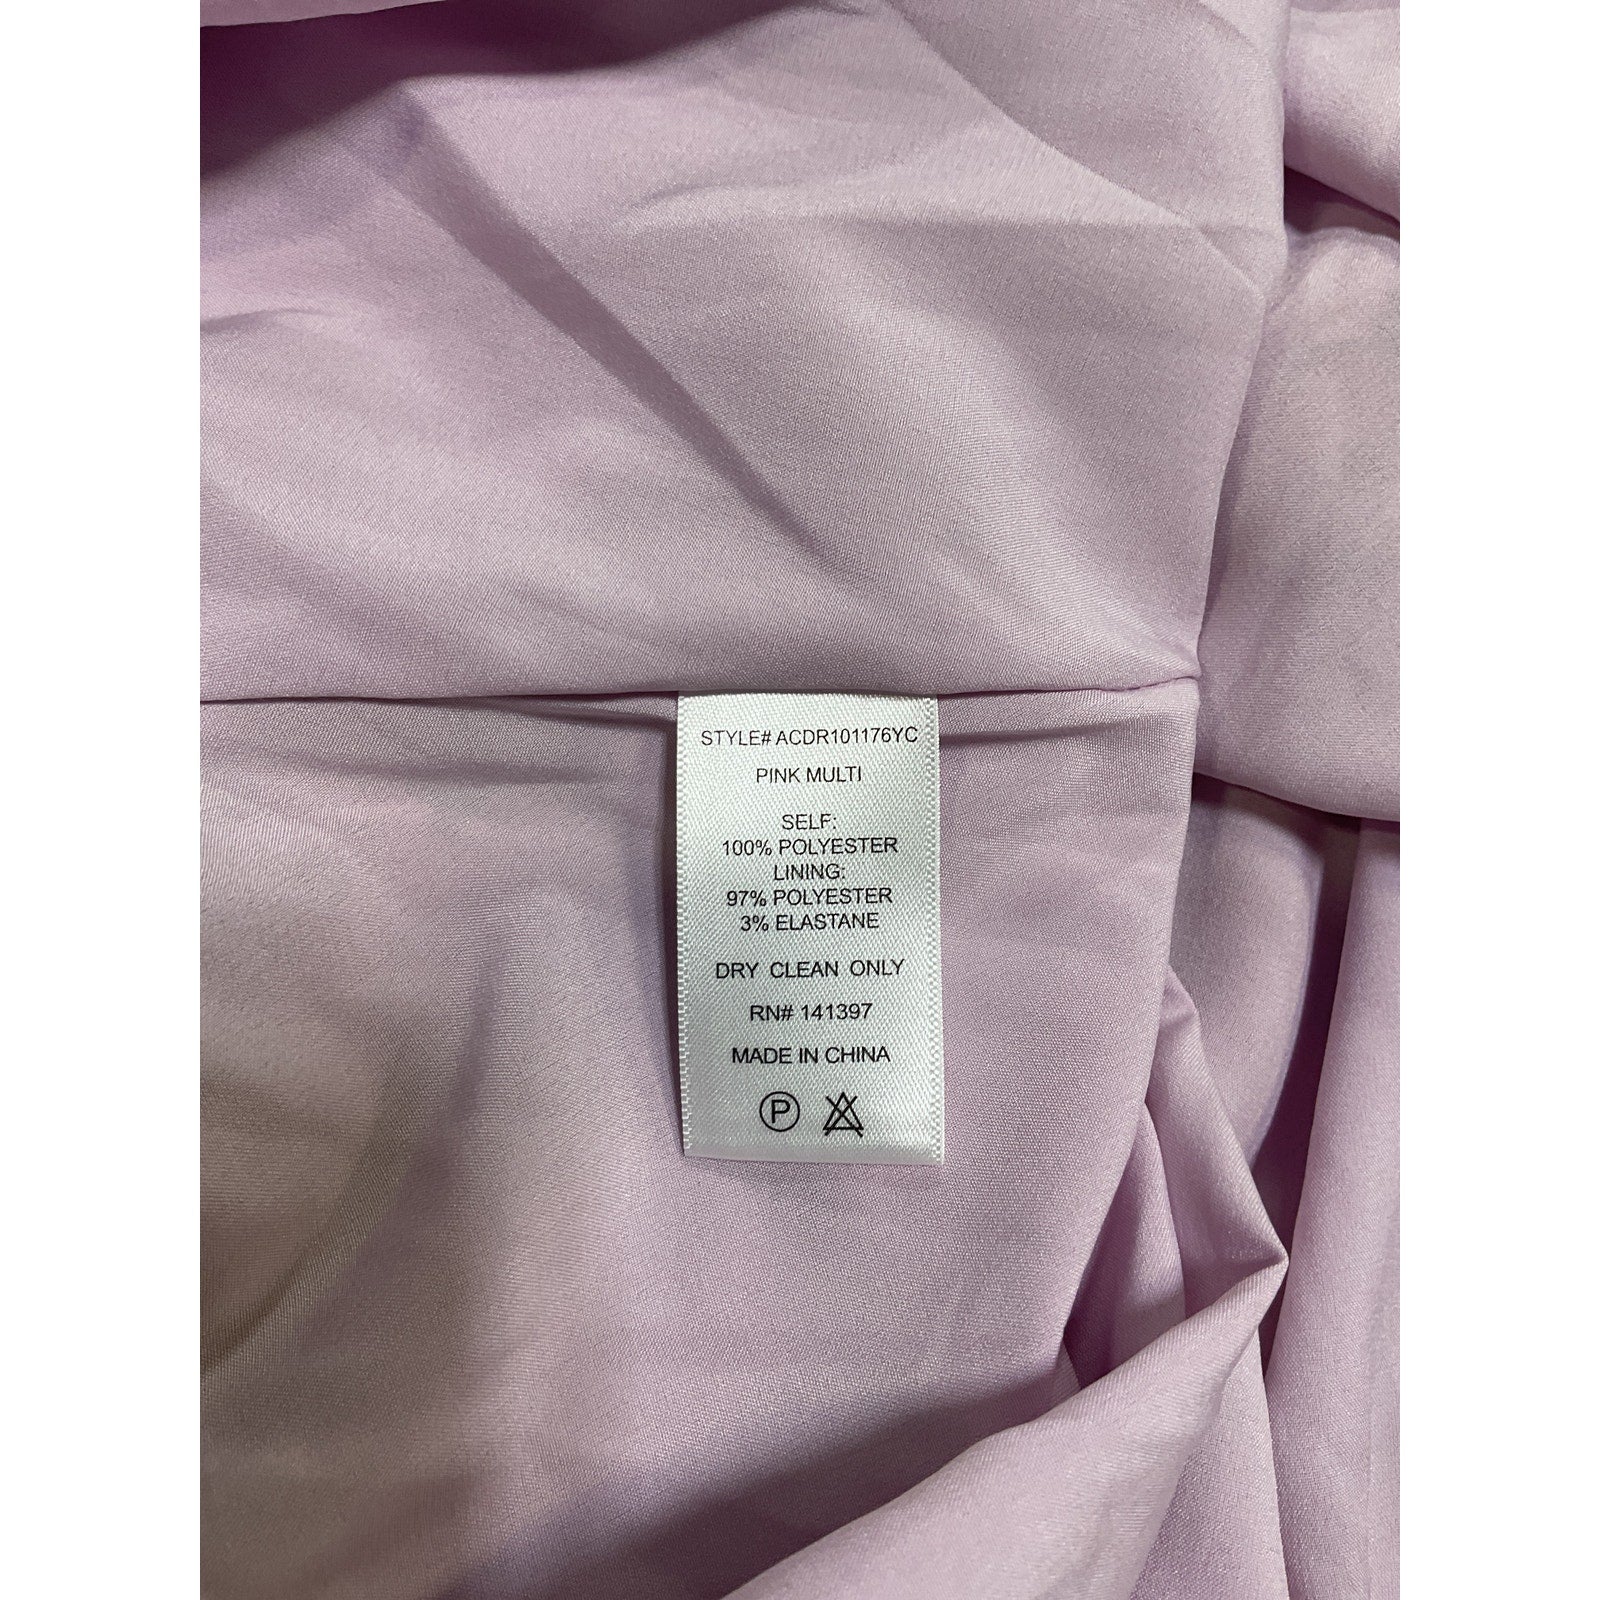 STYLE# ACDR101176YC
PINK MULTI
SELF:
100% POLYESTER
LINING:
97% POLYESTER
3% ELASTANE
DRY CLEAN ONLY
RN# 141397
MADE IN CHINA
P